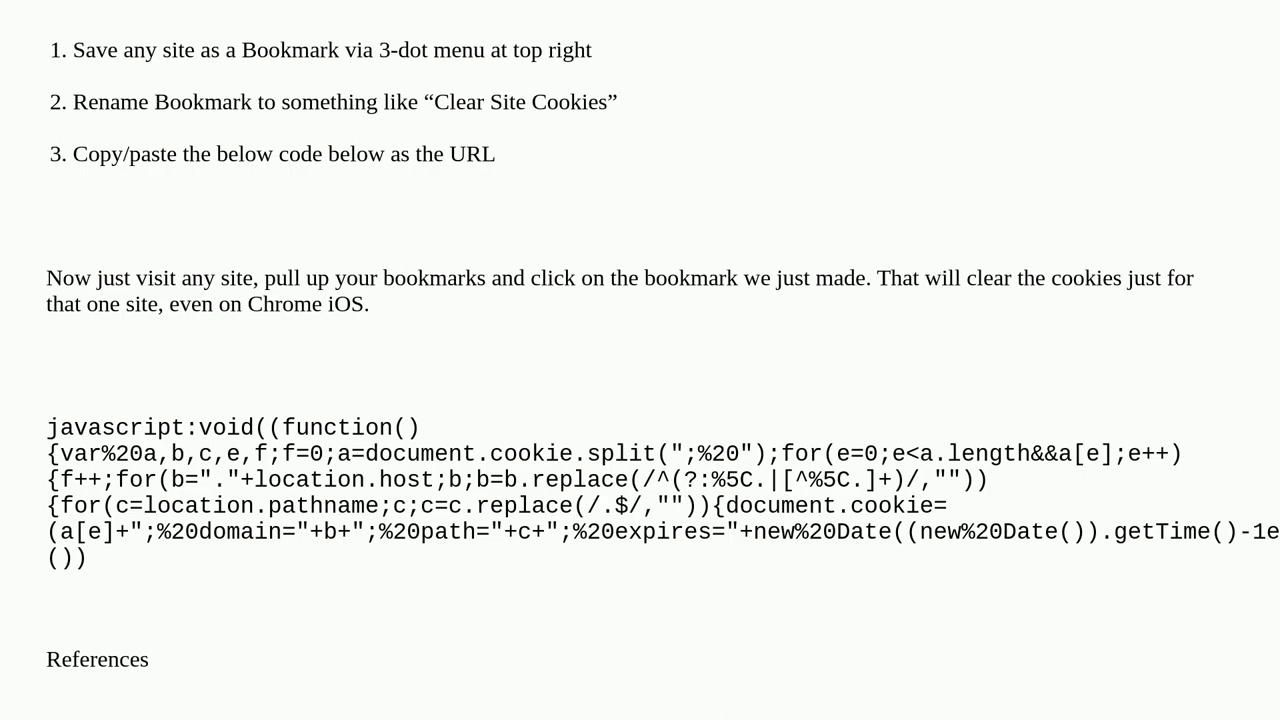 1. Save any site as a Bookmark via 3-dot menu at top right
2. Rename Bookmark to something like “Clear Site Cookies”
3. Copy/paste the below code below as the URL
Now just visit any site, pull up your bookmarks and click on the bookmark we just made. That will clear the cookies just for
that one site, even on Chrome iOS.
javascript:void((function()
{var%20a,b,c,e,f;f=0;a=document.cookie.split(";%20");for(e=0;e<a.length&&a[e];e++)
{f++;for(b="."+location.host;b;b=b.replace(/^(?:%5C.|[^%5C.]+)/,""))
{for(c=location.pathname;c;c=c.replace(/.$/,"")){document.cookie=
(a[e]+";%20domain="+b+";%20path="+c+";%20expires="+new%20Date((new%20Date()).getTime()-1e
())
References